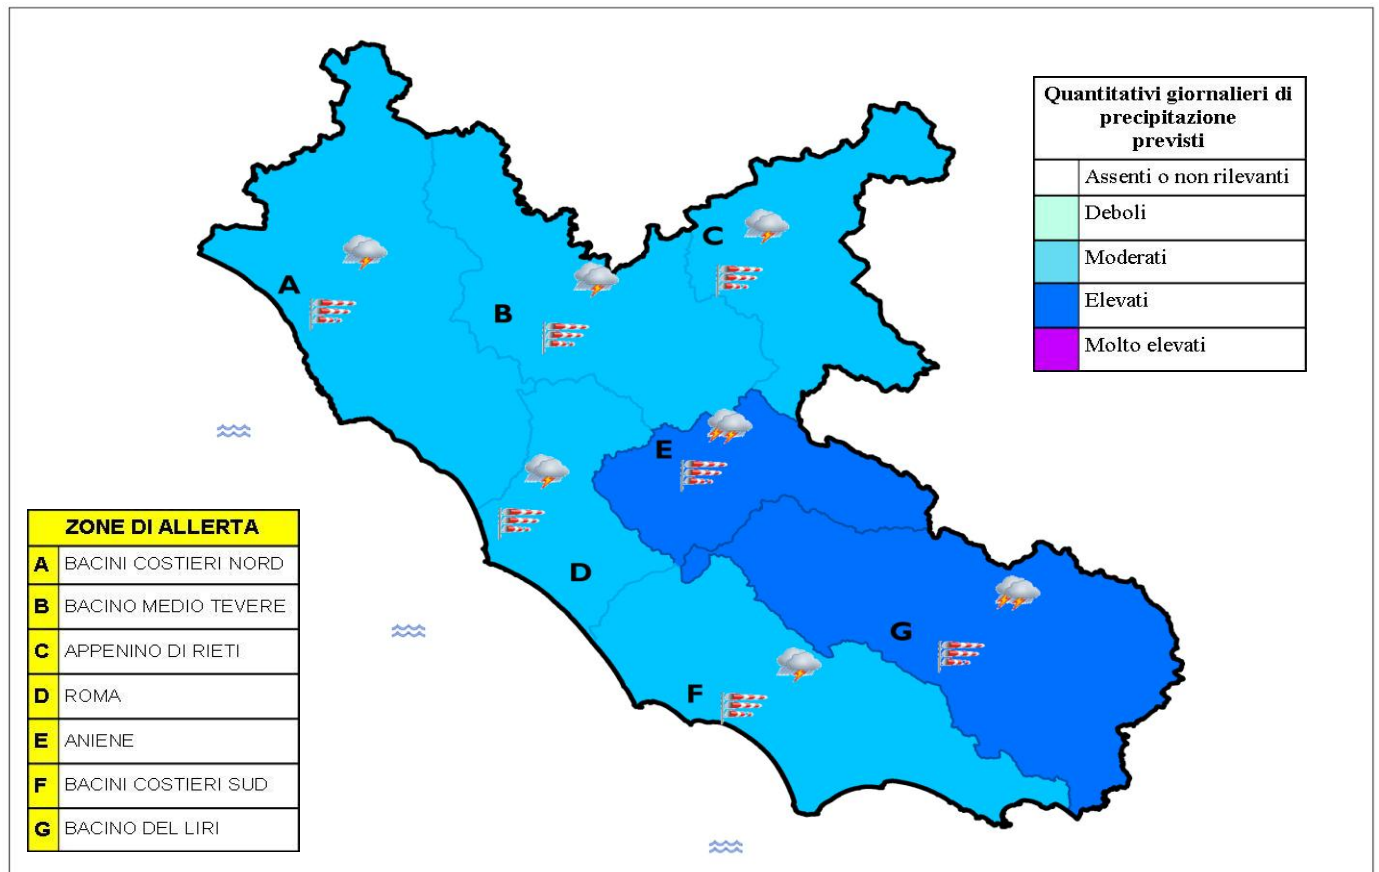 Quantitativi giornalieri di
precipitazione
previsti
Assenti o non rilevanti
Deboli
Moderati
Elevati
Molto elevati
A
B
C
D
E
F
G
ZONE DI ALLERTA
A BACINI COSTIERI NORD
B BACINO MEDIO TEVERE
C APPENINO DI RIETI
D ROMA
E ANIENE
F BACINI COSTIERI SUD
G BACINO DEL LIRI